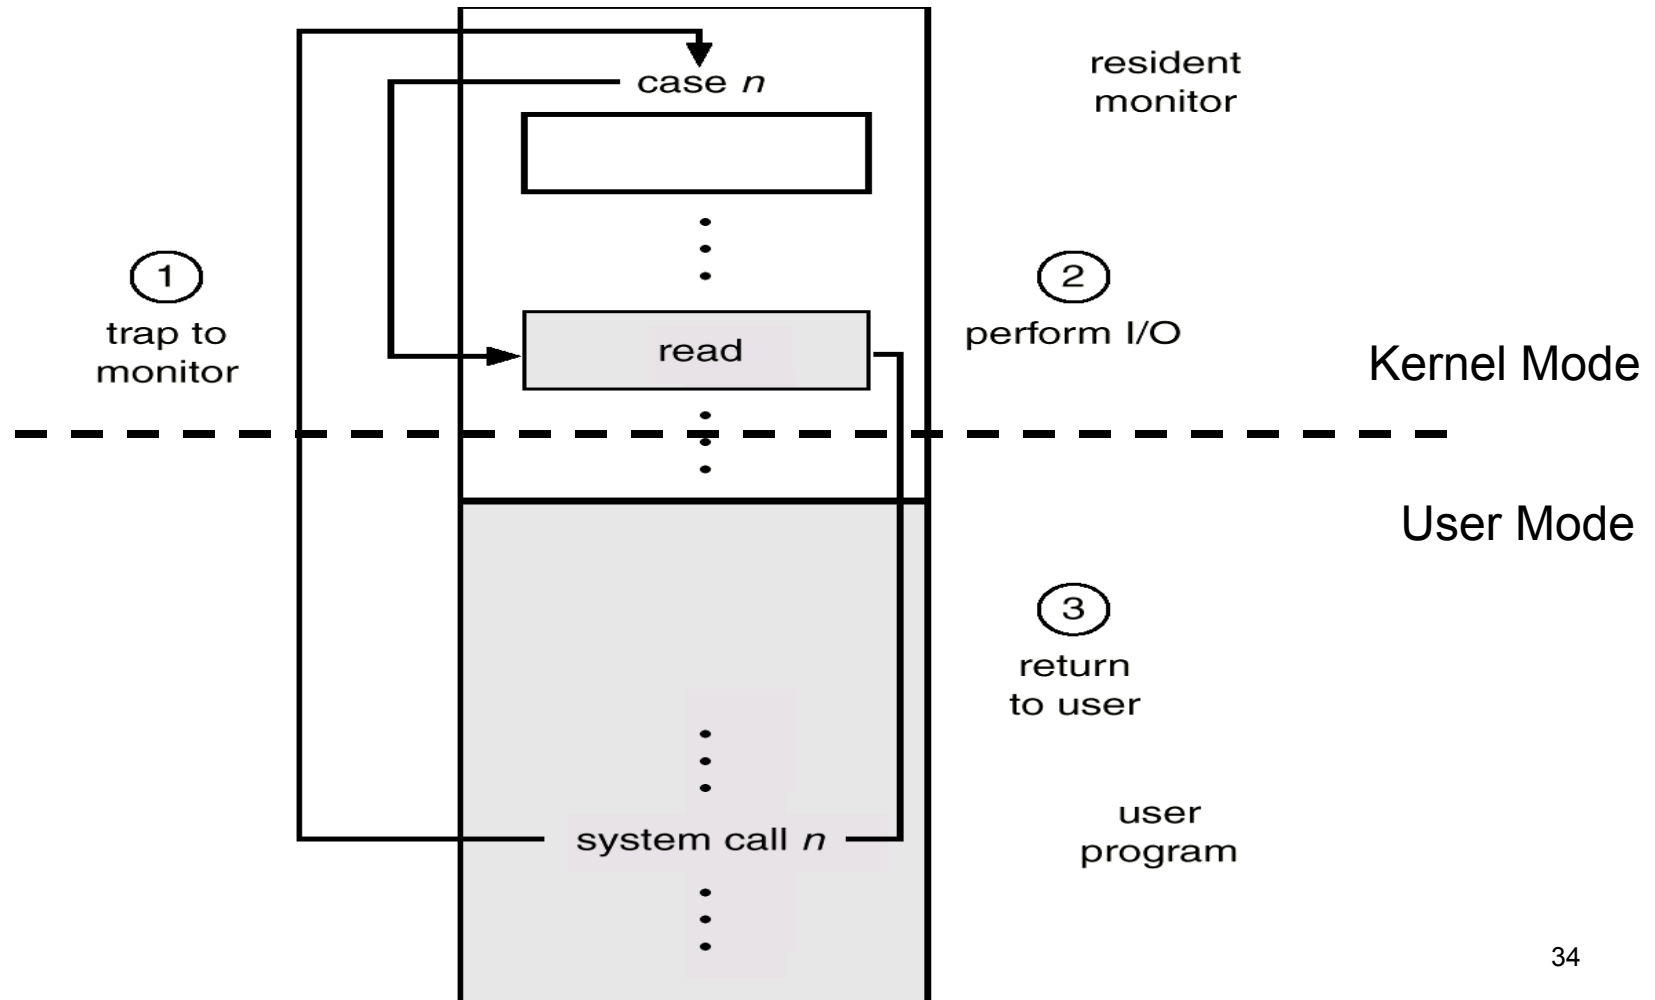 resident
monitor
case n
1
trap to
monitor
2
perform I/O
read
Kernel Mode
User Mode
3
return
to user
system call n
user
program
34